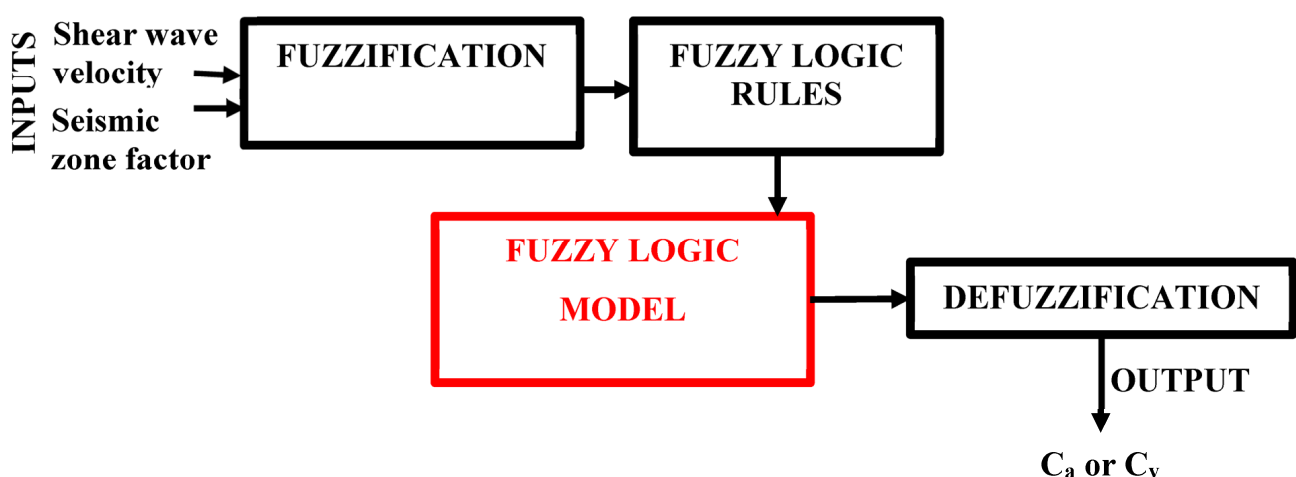 INPUTS
Shear wave
velocity
Seismic
zone factor
FUZZIFICATION
FUZZY LOGIC
RULES
FUZZY LOGIC
MODEL
DEFUZZIFICATION
OUTPUT
Cₐ or Cᵥ